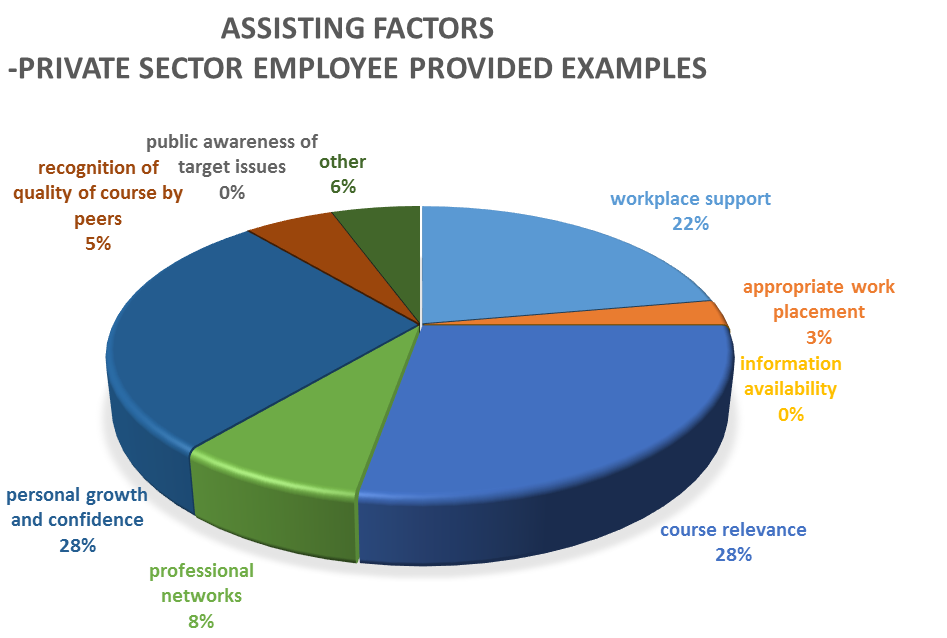 ASSISTING FACTORS
-PRIVATE SECTOR EMPLOYEE PROVIDED EXAMPLES
public awareness of
target issues
0%
other
6%
recognition of
quality of course by
peers
5%
workplace support
22%
appropriate work
placement
3%
information
availability
0%
course relevance
28%
professional
networks
8%
personal growth
and confidence
28%